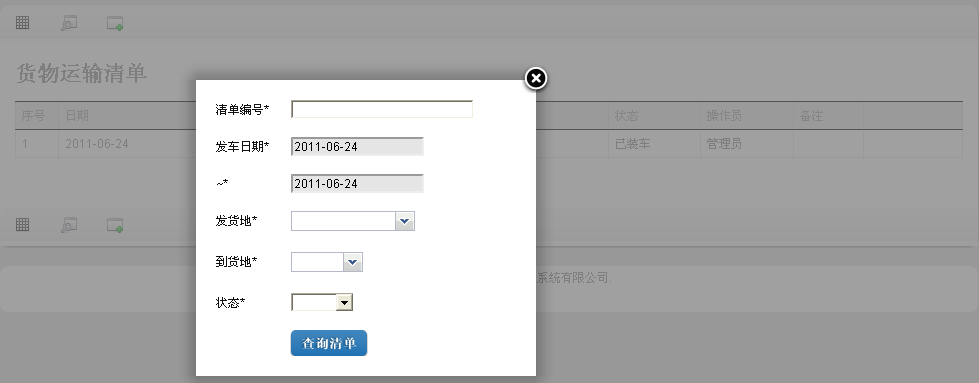 货物运输清单
序号 日期 状态 操作员 备注
1 2011-06-24 已装车 管理员
清单编号*
发车日期* 2011-06-24
~* 2011-06-24
发货地*
到货地*
状态*
查询清单
系统有限公司.